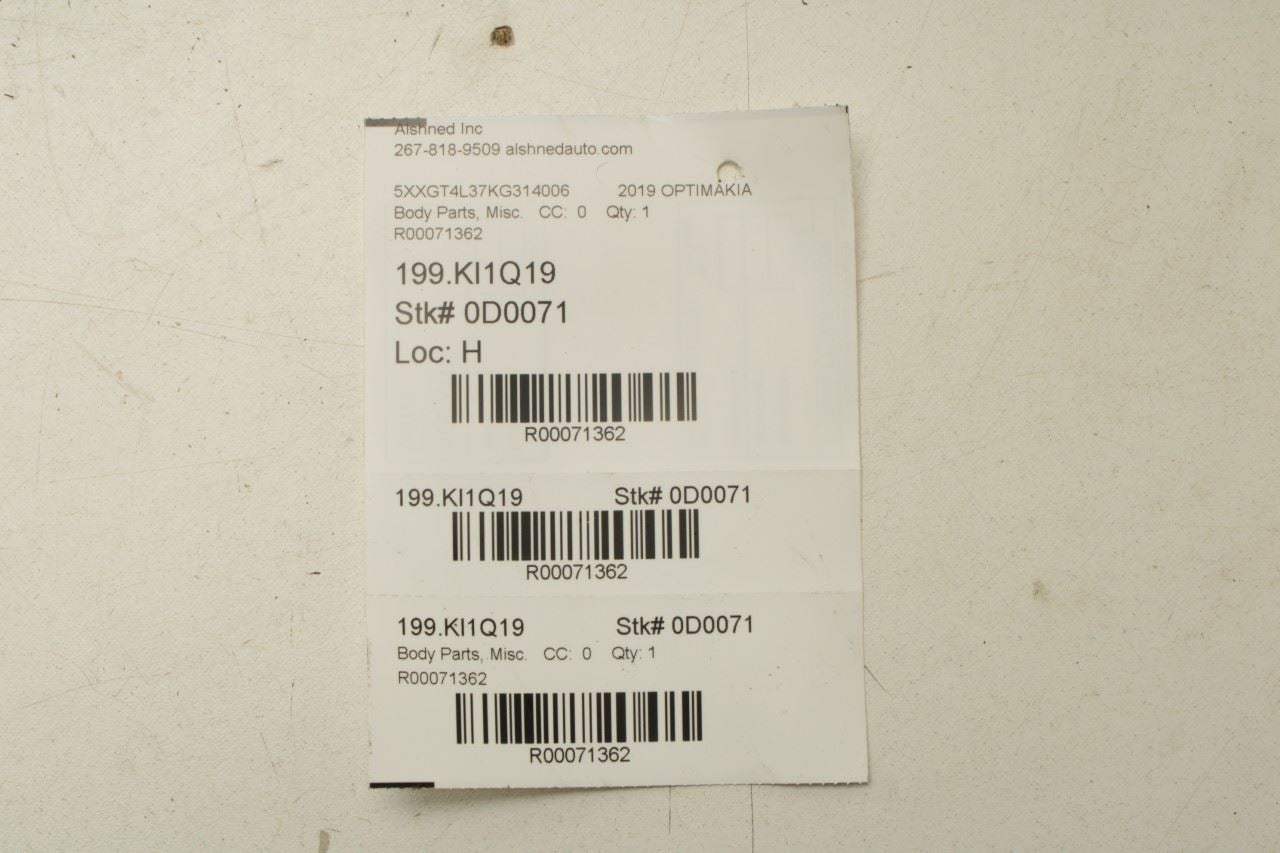 Alshned Inc
267-818-9509 alshnedauto.com
5XXGT4L37KG314006 2019 OPTIMAKIA
Body Parts, Misc. CC: 0 Qty: 1
R00071362
199.KI1Q19
Stk# 0D0071
Loc: H
R00071362
199.KI1Q19 Stk# 0D0071
R00071362
199.KI1Q19 Stk# 0D0071
Body Parts, Misc. CC: 0 Qty: 1
R00071362
R00071362